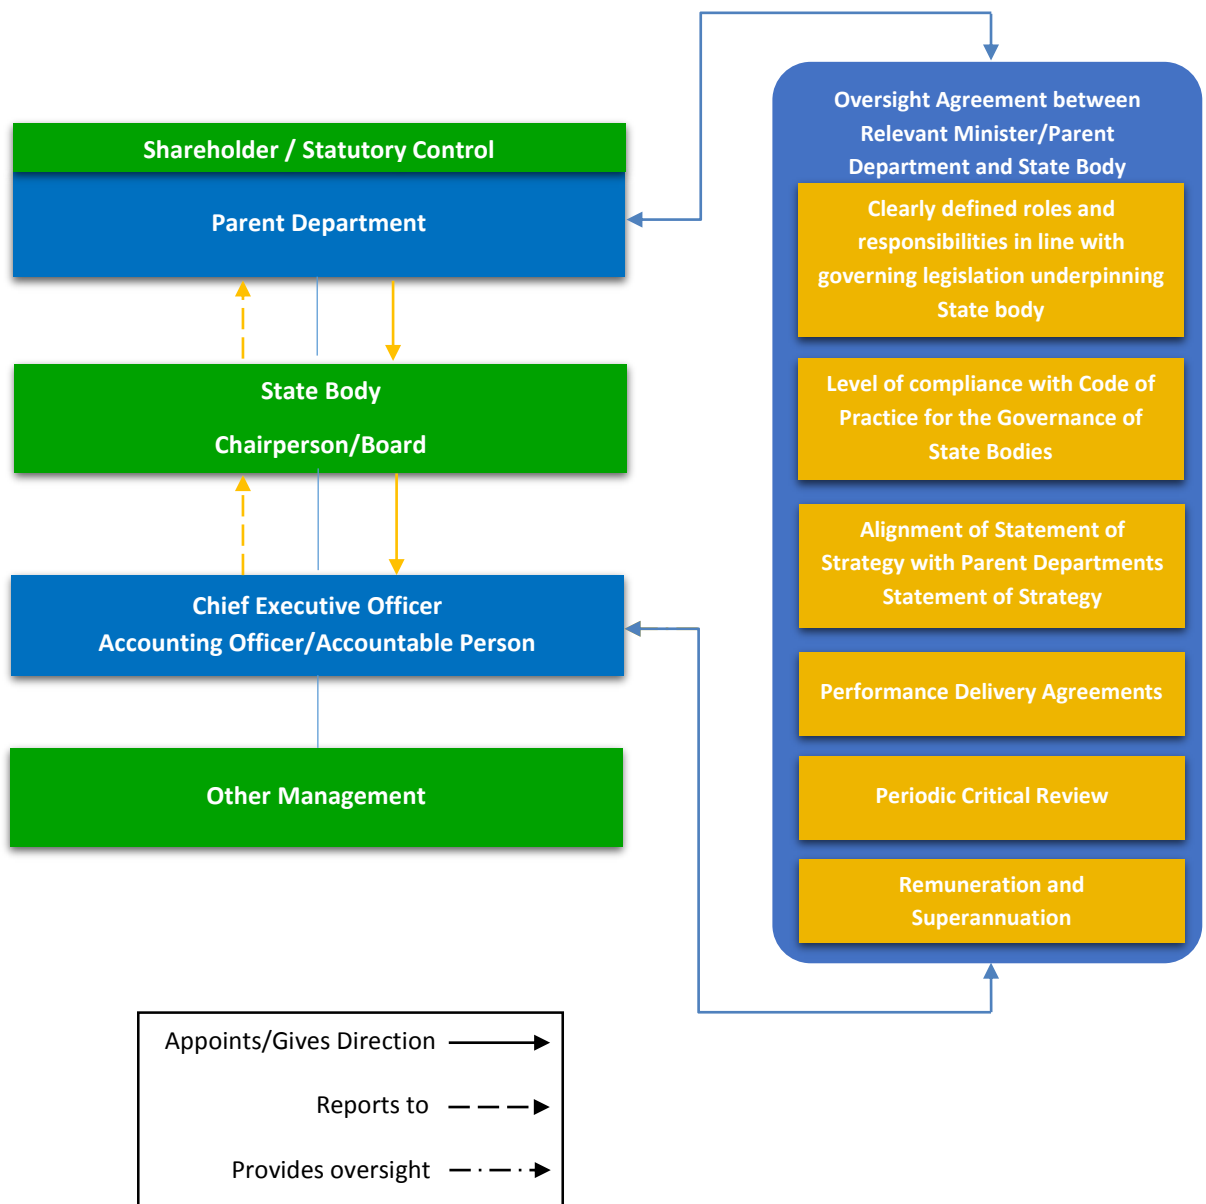 Shareholder / Statutory Control
Parent Department
State Body
Chairperson/Board
Chief Executive Officer
Accounting Officer/Accountable Person
Other Management
Oversight Agreement between
Relevant Minister/Parent
Department and State Body
Clearly defined roles and
responsibilities in line with
governing legislation underpinning
State body
Level of compliance with Code of
Practice for the Governance of
State Bodies
Alignment of Statement of
Strategy with Parent Departments
Statement of Strategy
Performance Delivery Agreements
Periodic Critical Review
Remuneration and
Superannuation
Appoints/Gives Direction
Reports to
Provides oversight